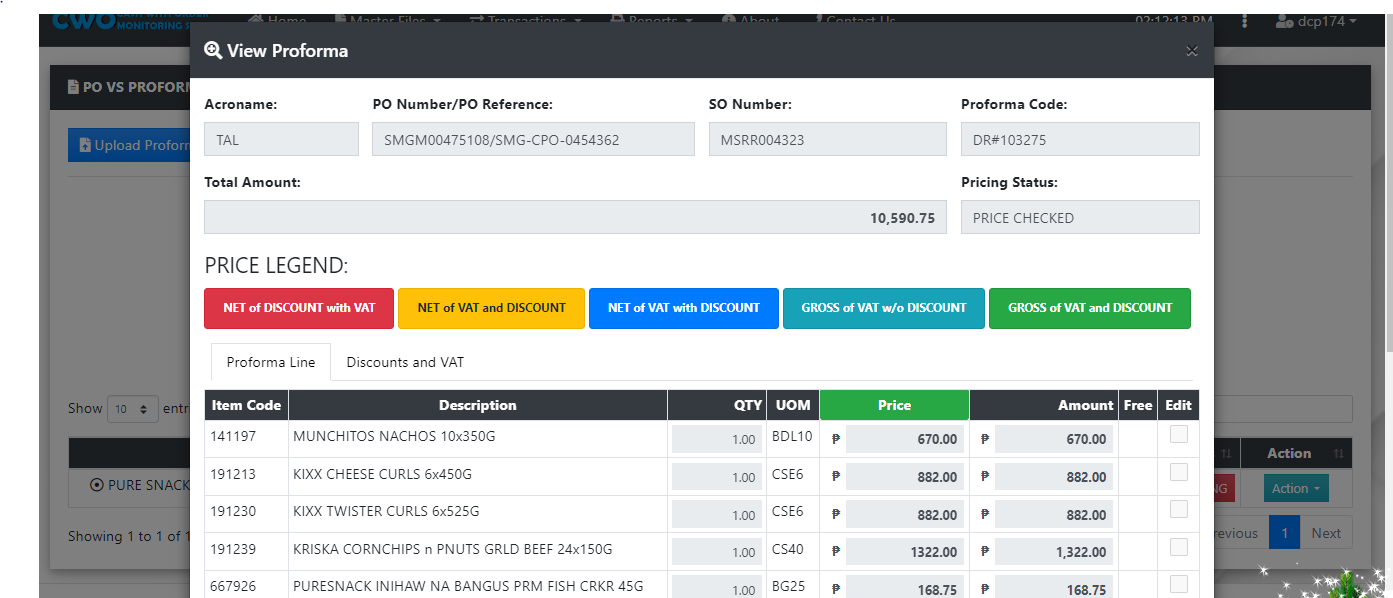 CWO CASH WITH ORDER MONITORING S Home Master Files Transactions Reports About Contact Us 02:12:13 PM dcp174
View Proforma ×
PO VS PROFOR
Upload Proforn
Acroname: PO Number/PO Reference: SO Number: Proforma Code:
TAL SMGM00475108/SMG-CPO-0454362 MSRR004323 DR#103275
Total Amount: Pricing Status:
10,590.75 PRICE CHECKED
PRICE LEGEND:
NET of DISCOUNT with VAT NET of VAT and DISCOUNT NET of VAT with DISCOUNT GROSS of VAT w/o DISCOUNT GROSS of VAT and DISCOUNT
Proforma Line Discounts and VAT
Show 10 entr
Item Code Description QTY UOM Price Amount Free Edit
141197 MUNCHITOS NACHOS 10x350G 1.00 BDL10 ₱ 670.00 ₱ 670.00
191213 KIXX CHEESE CURLS 6x450G 1.00 CSE6 ₱ 882.00 ₱ 882.00
191230 KIXX TWISTER CURLS 6x525G 1.00 CSE6 ₱ 882.00 ₱ 882.00
191239 KRISKA CORNCHIPS n PNUTS GRLD BEEF 24x150G 1.00 CS40 ₱ 1322.00 ₱ 1,322.00
667926 PURESNACK INIHAW NA BANGUS PRM FISH CRKR 45G 1.00 BG25 ₱ 168.75 ₱ 168.75
Action
PURE SNACK NG Action
Showing 1 to 1 of 1 revious 1 Next